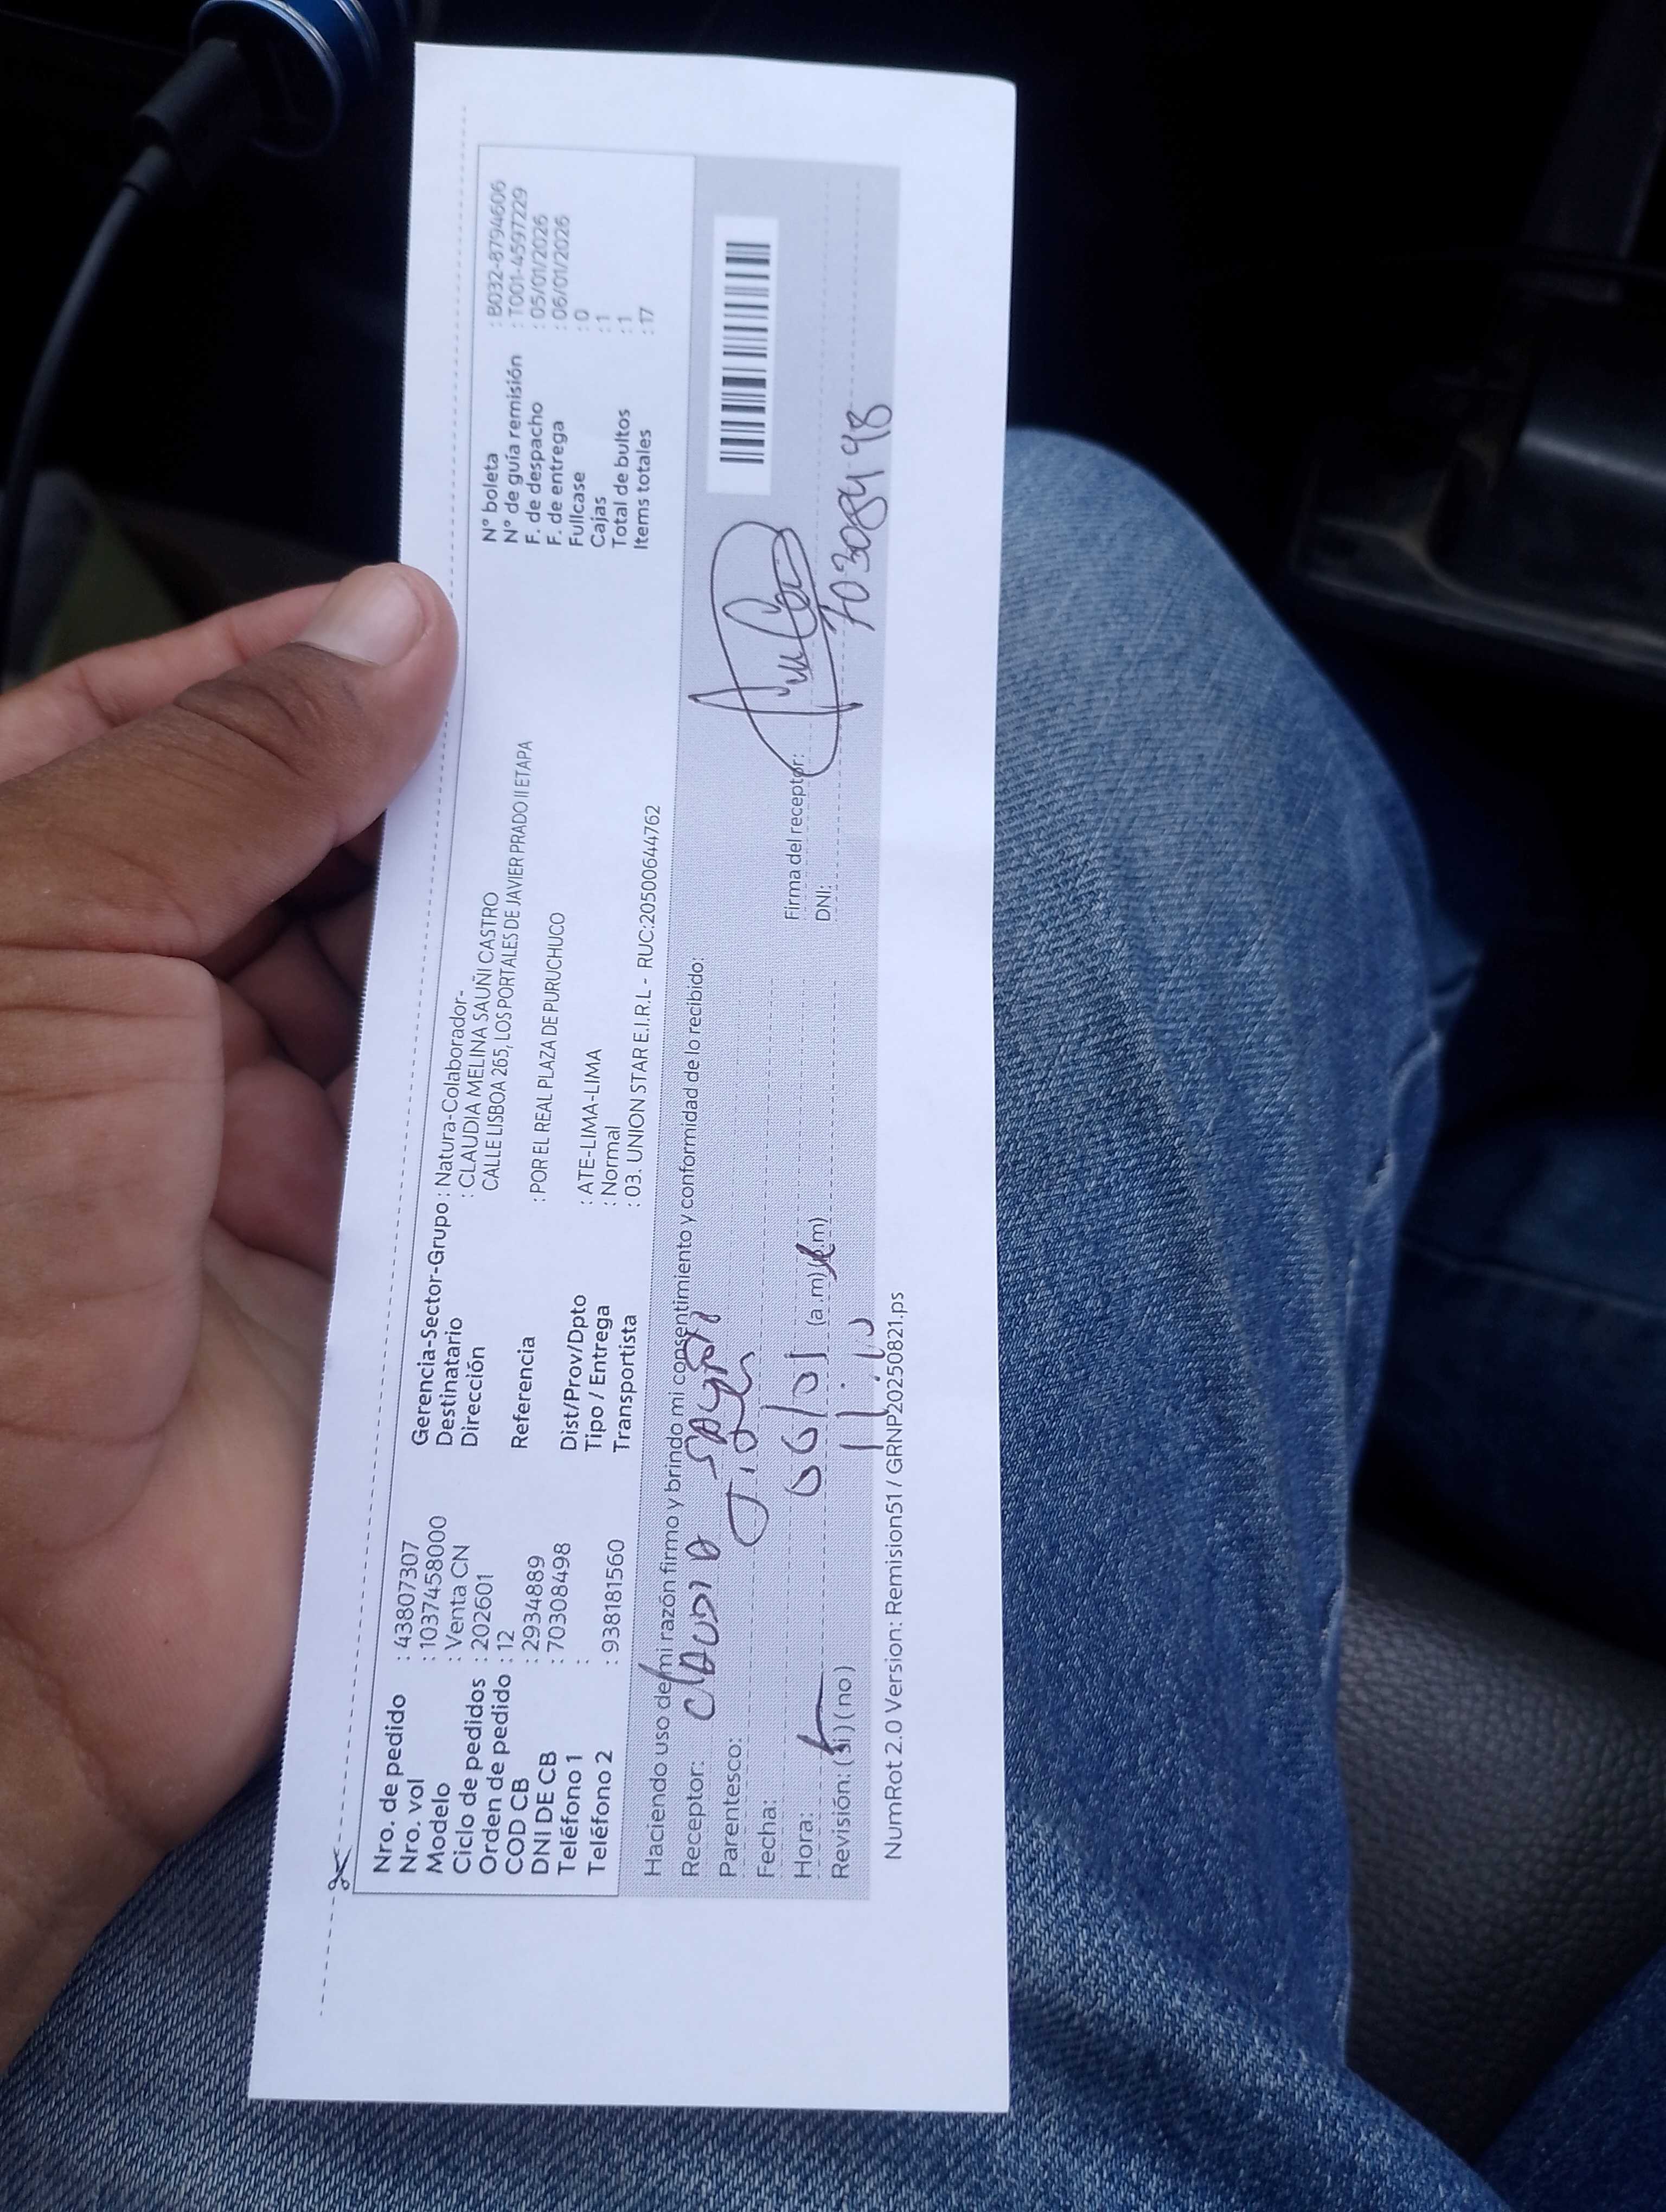 Nro. de pedido : 43807307
Nro. vol : 1037458000
Modelo : Venta CN
Ciclo de pedidos : 202601
Orden de pedido : 12
COD CB : 2934889
DNI DE CB : 70308498
Teléfono 1 :
Teléfono 2 : 938181560
Gerencia-Sector-Grupo : Natura-Colaborador-
Destinatario : CLAUDIA MELINA SAUÑI CASTRO
Dirección CALLE LISBOA 265, LOS PORTALES DE JAVIER PRADO II ETAPA
Referencia : POR EL REAL PLAZA DE PURUCHUCO
Dist/Prov/Dpto : ATE-LIMA-LIMA
Tipo / Entrega : Normal
Transportista : 03. UNION STAR E.I.R.L - RUC:20500644762
N° boleta : B032-8794606
N° de guía remisión : T001-4597229
F. de despacho : 05/01/2026
F. de entrega : 06/01/2026
Fullcase : 0
Cajas : 1
Total de bultos : 1
Items totales : 17
Haciendo uso de mi razón firmo y brindo mi consentimiento y conformidad de lo recibido:
Receptor: CLAUDIA
Parentesco:
Fecha: 06/01
Hora: (a.m) (p.m)
Revisión: (si) (no)
Firma del receptor:
DNI: 70308498
NumRot 2.0 Version: Remision51 / GRNP20250821.ps